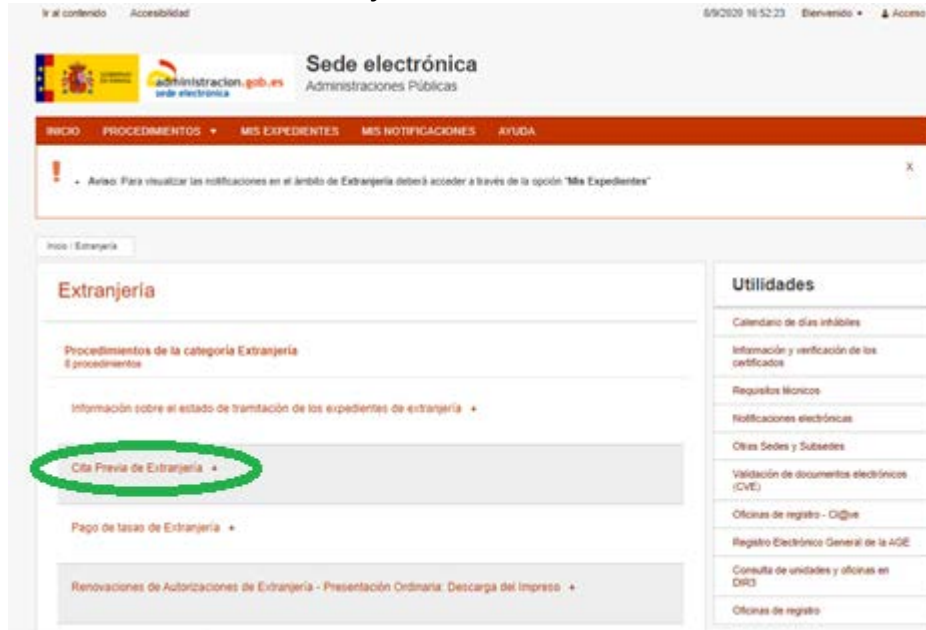 Ir al contenido Accesibilidad
6/9/2020 16:52:23 Bienvenido Acceso
administracion.gob.es
sede electrónica
Sede electrónica
Administraciones Públicas
INICIO PROCEDIMIENTOS MIS EXPEDIENTES MIS NOTIFICACIONES AYUDA
! Aviso: Para visualizar las notificaciones en el ámbito de Extranjería deberá acceder a través de la opción "Mis Expedientes" X
Inicio / Extranjería
Extranjería
Procedimientos de la categoría Extranjería
procedimientos
Información sobre el estado de tramitación de los expedientes de extranjería +
Cita Previa de Extranjería +
Pago de tasas de Extranjería +
Renovaciones de Autorizaciones de Extranjería - Presentación Ordinaria: Descarga del Impreso +
Utilidades
Calendario de días inhábiles
Información y verificación de los
certificados
Requisitos técnicos
Notificaciones electrónicas
Otras Sedes y Subsedes
Validación de documentos electrónicos
(CVE)
Oficinas de registro - Cl@ve
Registro Electrónico General de la AGE
Consulta de unidades y oficinas en
DIR3
Oficinas de registro